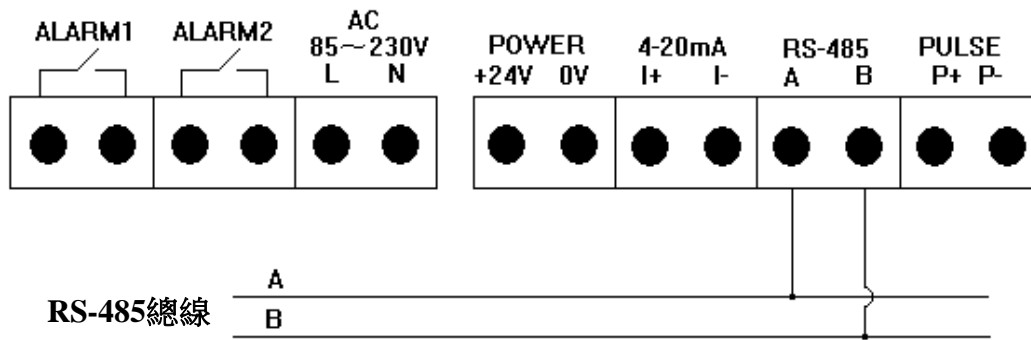 ALARM1 ALARM2 AC POWER 4-20mA RS-485 PULSE
85～230V
L N +24V 0V I+ I- A B P+ P-
A
RS-485總線
B